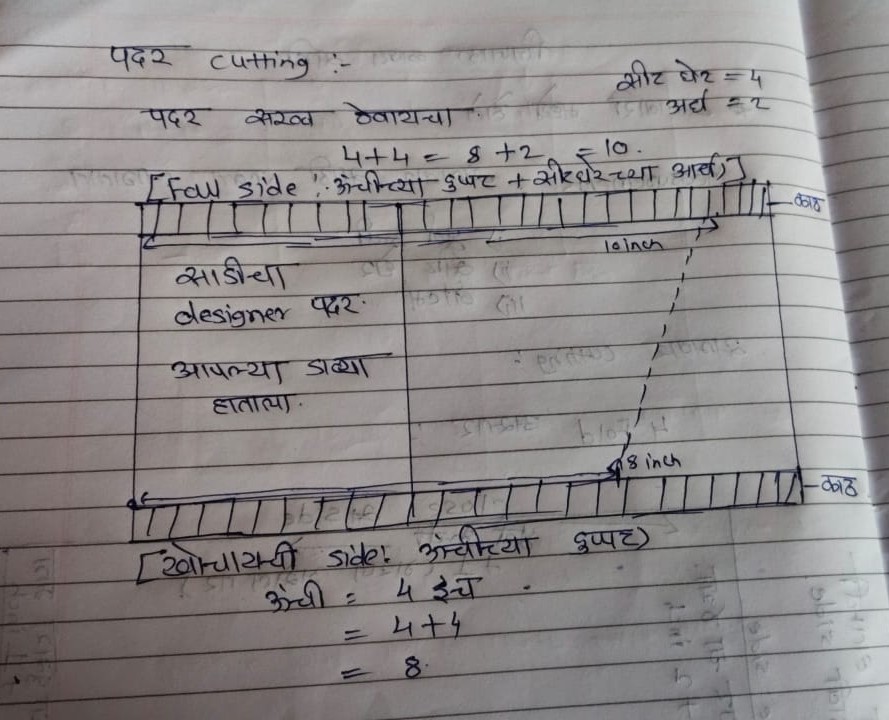 पदर cutting :-
सीट घेर = 4
अर्ध = 2
पदर सरळ ठेवायचा.
4+4 = 8 +2 = 10.
[Fall side : उंचीच्या दुप्पट + सीटघेरच्या अर्धा)]
काठ
10 inch
साडीचा
designer पदर.
आपल्या डाव्या
हाताला.
8 inch
काठ
[खोचायची side: उंचीच्या दुप्पट)
उंची = 4 इंच
= 4+4
= 8.